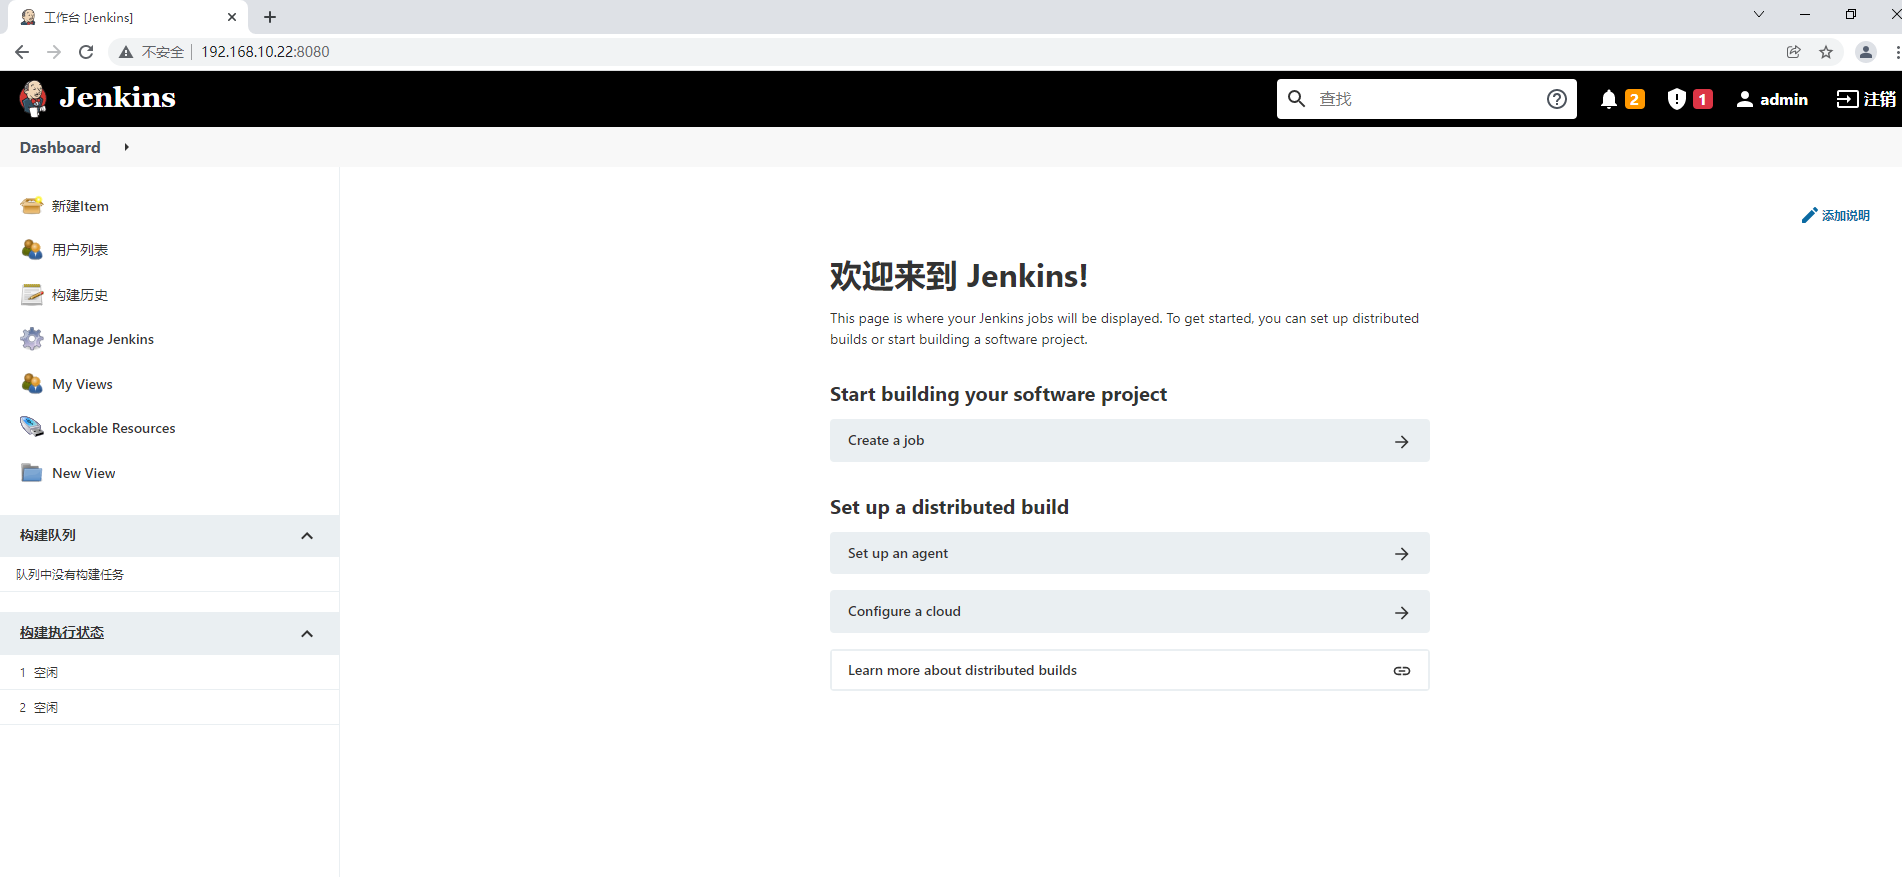 工作台 [Jenkins]
不安全 192.168.10.22:8080
Jenkins
查找
2
1
admin
注销
Dashboard
新建Item
用户列表
构建历史
Manage Jenkins
My Views
Lockable Resources
New View
构建队列
队列中没有构建任务
构建执行状态
1 空闲
2 空闲
添加说明
欢迎来到 Jenkins!
This page is where your Jenkins jobs will be displayed. To get started, you can set up distributed
builds or start building a software project.
Start building your software project
Create a job
Set up a distributed build
Set up an agent
Configure a cloud
Learn more about distributed builds